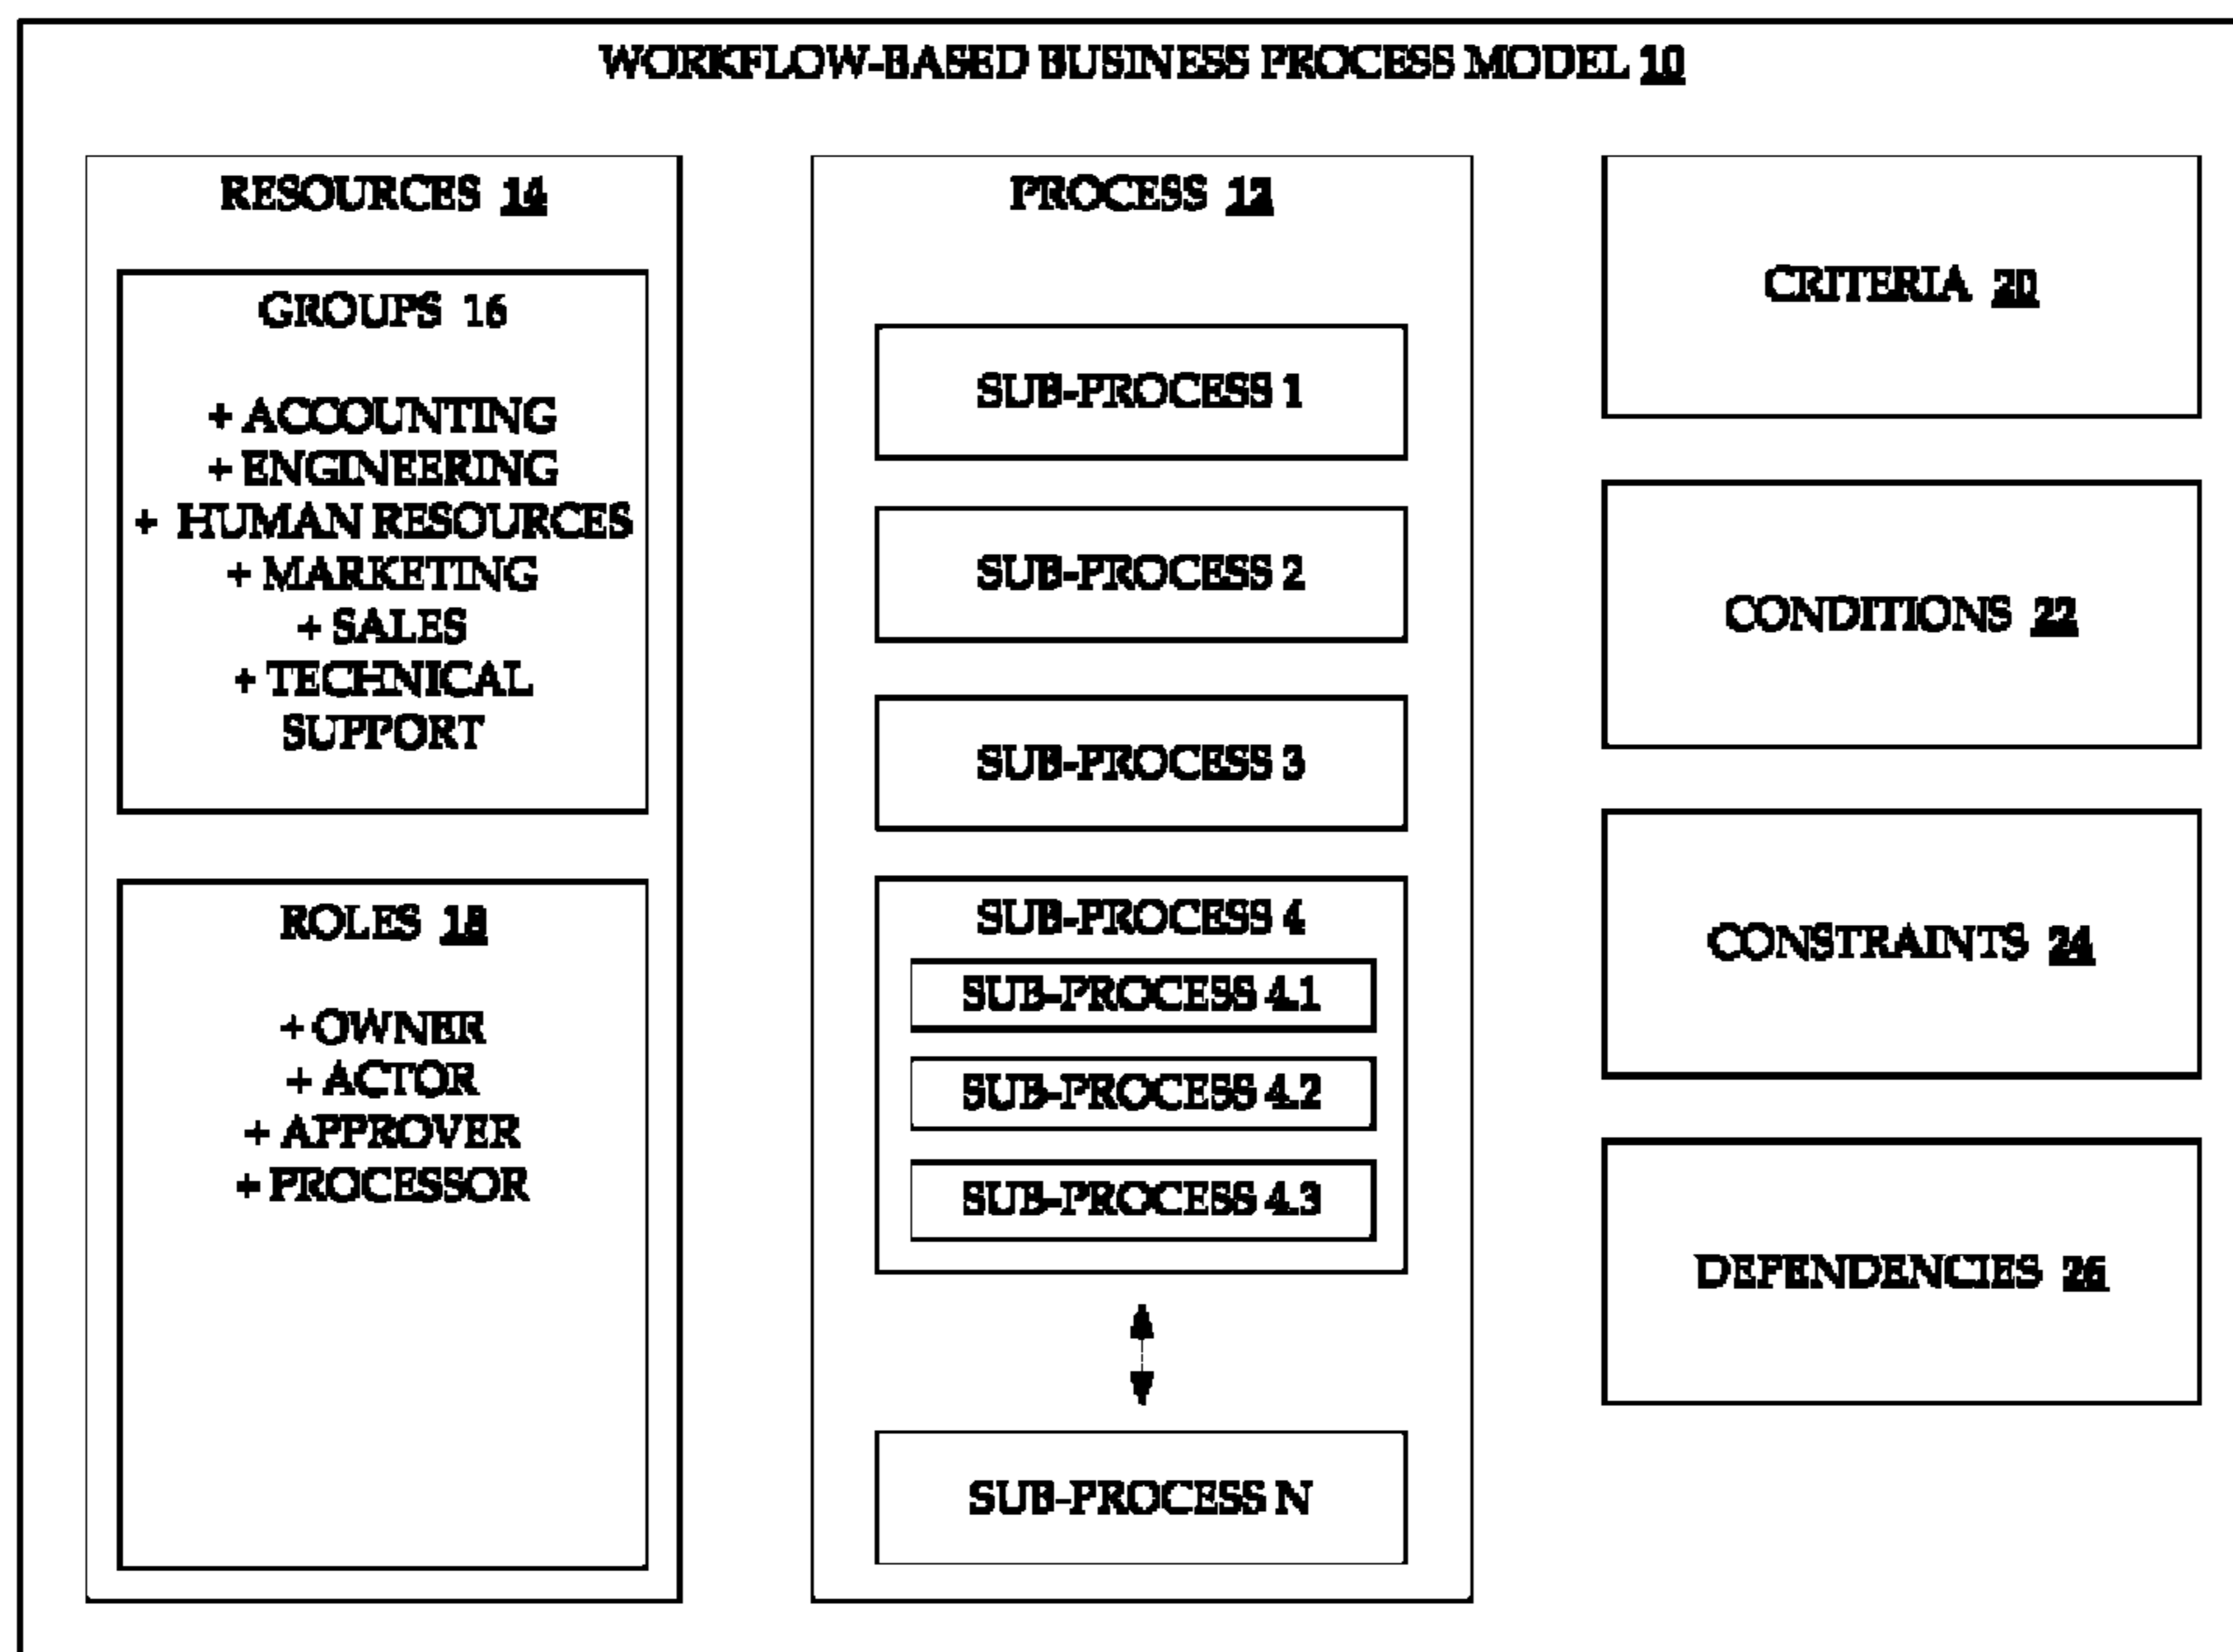 WORKFLOW-BASED BUSINESS PROCESS MODEL 10
RESOURCES 14
GROUPS 16
+ ACCOUNTING
+ ENGINEERING
+ HUMAN RESOURCES
+ MARKETING
+ SALES
+ TECHNICAL
SUPPORT
ROLES 18
+ OWNER
+ ACTOR
+ APPROVER
+ PROCESSOR
PROCESS 12
SUB-PROCESS 1
SUB-PROCESS 2
SUB-PROCESS 3
SUB-PROCESS 4
SUB-PROCESS 4.1
SUB-PROCESS 4.2
SUB-PROCESS 4.3
SUB-PROCESS N
CRITERIA 20
CONDITIONS 22
CONSTRAINTS 24
DEPENDENCIES 26